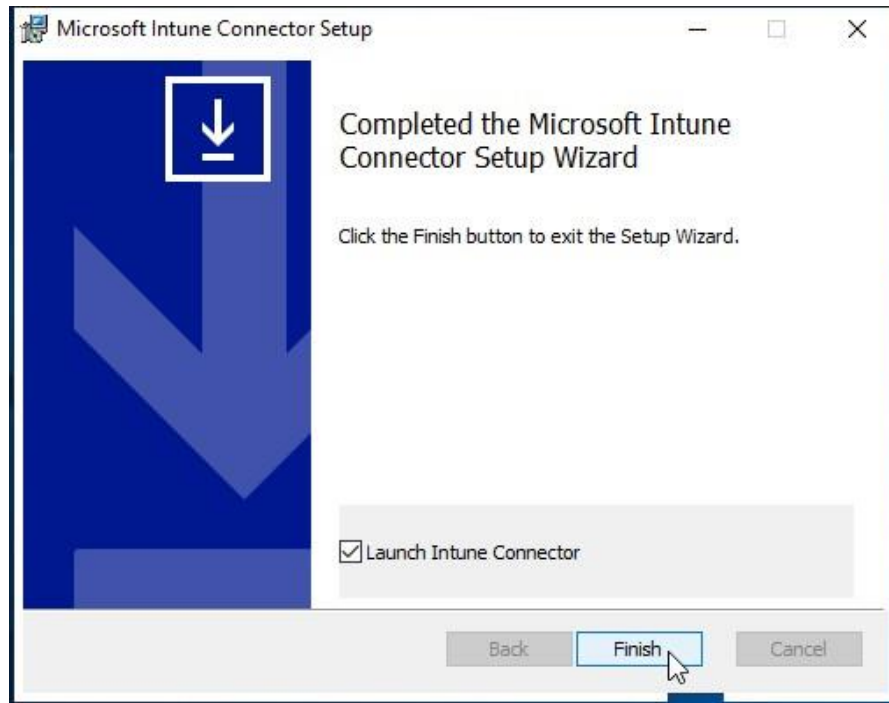 Microsoft Intune Connector Setup
Completed the Microsoft Intune
Connector Setup Wizard
Click the Finish button to exit the Setup Wizard.
Launch Intune Connector
Back
Finish
Cancel